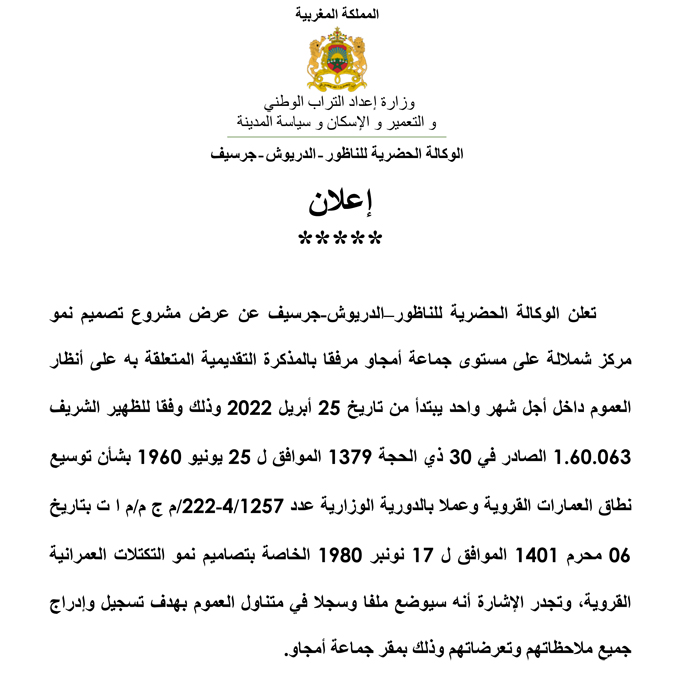 المملكة المغربية
وزارة إعداد التراب الوطني
و التعمير و الإسكان و سياسة المدينة
الوكالة الحضرية للناظور - الدريوش - جرسيف
إعلان
*****
تعلن الوكالة الحضرية للناظور–الدريوش-جرسيف عن عرض مشروع تصميم نمو
مركز شملالة على مستوى جماعة أمجاو مرفقا بالمذكرة التقديمية المتعلقة به على أنظار
العموم داخل أجل شهر واحد يبتدأ من تاريخ 25 أبريل 2022 وذلك وفقا للظهير الشريف
1.60.063 الصادر في 30 ذي الحجة 1379 الموافق ل 25 يونيو 1960 بشأن توسيع
نطاق العمارات القروية وعملا بالدورية الوزارية عدد 4/1257-222/م ج م/م ا ت بتاريخ
06 محرم 1401 الموافق ل 17 نونبر 1980 الخاصة بتصاميم نمو التكتلات العمرانية
القروية، وتجدر الإشارة أنه سيوضع ملفا وسجلا في متناول العموم بهدف تسجيل وإدراج
جميع ملاحظاتهم وتعرضاتهم وذلك بمقر جماعة أمجاو.